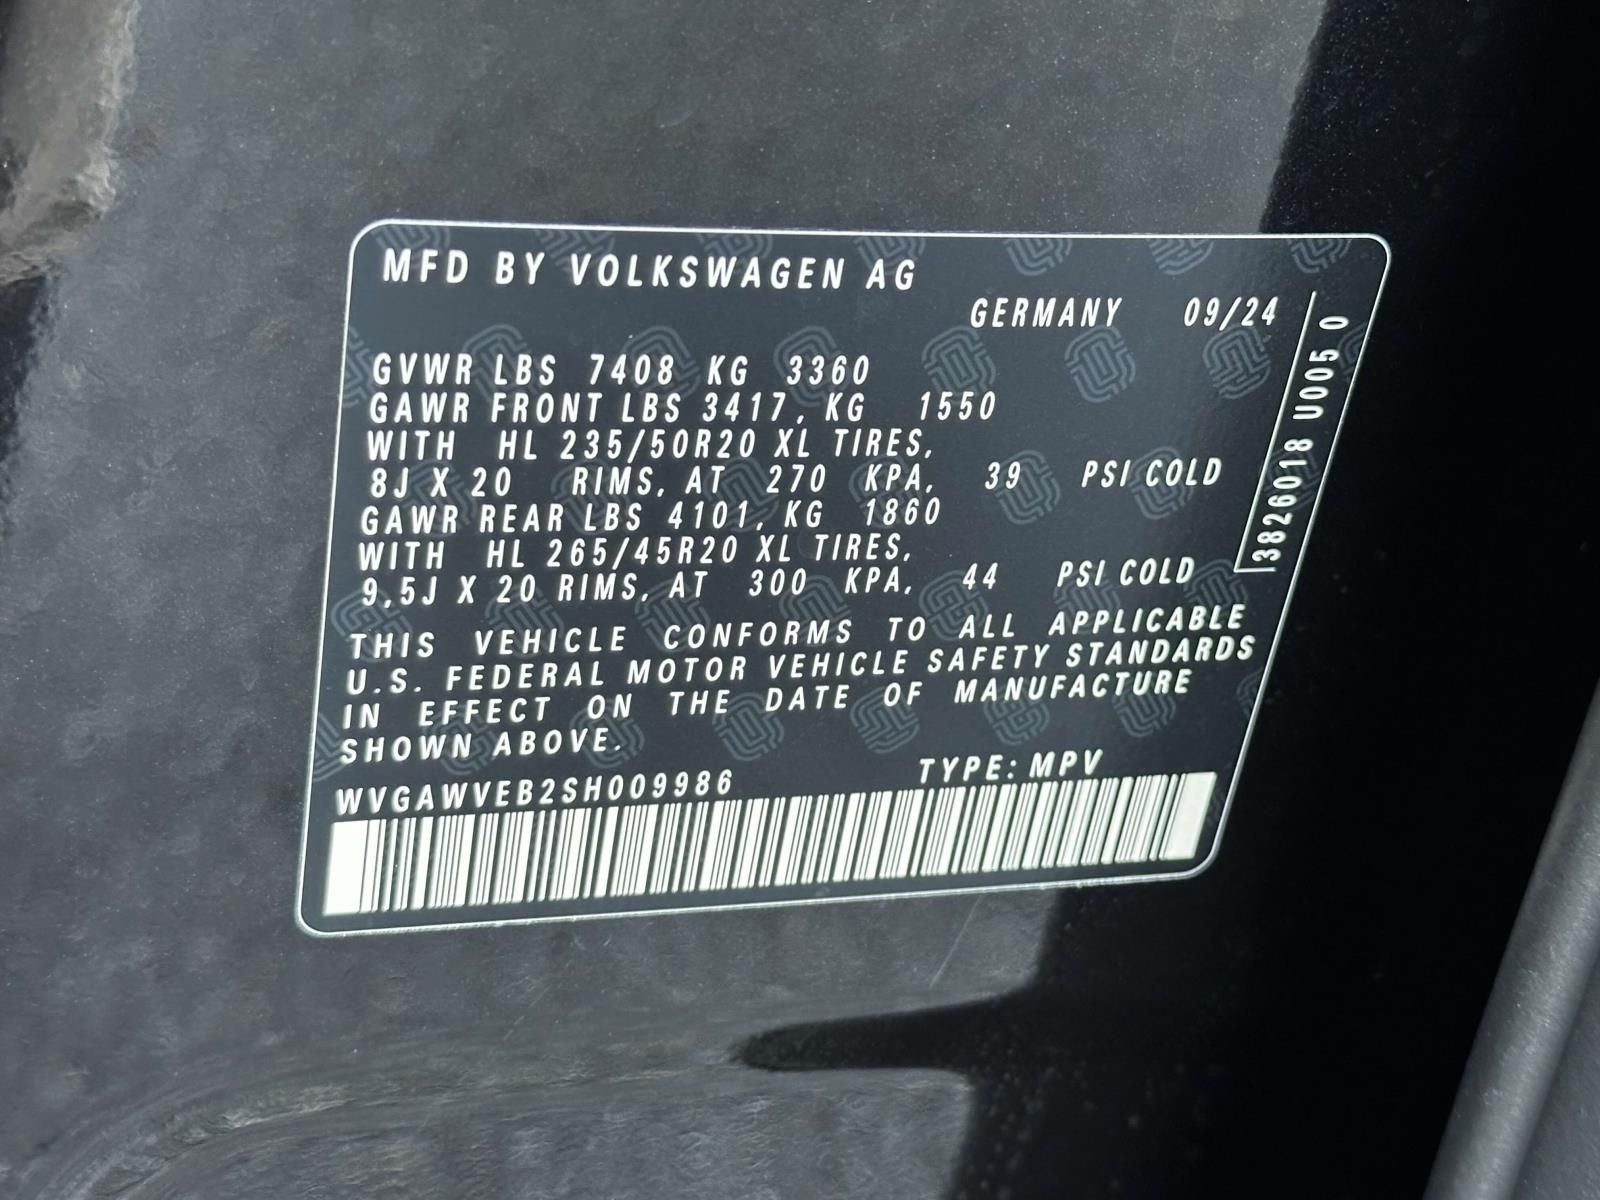 MFD BY VOLKSWAGEN AG
GERMANY 09/24
GVWR LBS 7408 KG 3360
GAWR FRONT LBS 3417, KG 1550
WITH HL 235/50R20 XL TIRES,
8J X 20 RIMS, AT 270 KPA, 39 PSI COLD
GAWR REAR LBS 4101, KG 1860
WITH HL 265/45R20 XL TIRES,
9,5J X 20 RIMS, AT 300 KPA, 44 PSI COLD
THIS VEHICLE CONFORMS TO ALL APPLICABLE
U.S. FEDERAL MOTOR VEHICLE SAFETY STANDARDS
IN EFFECT ON THE DATE OF MANUFACTURE
SHOWN ABOVE.
WVGAWVEB2SH009986 TYPE: MPV
3826018 U005 0